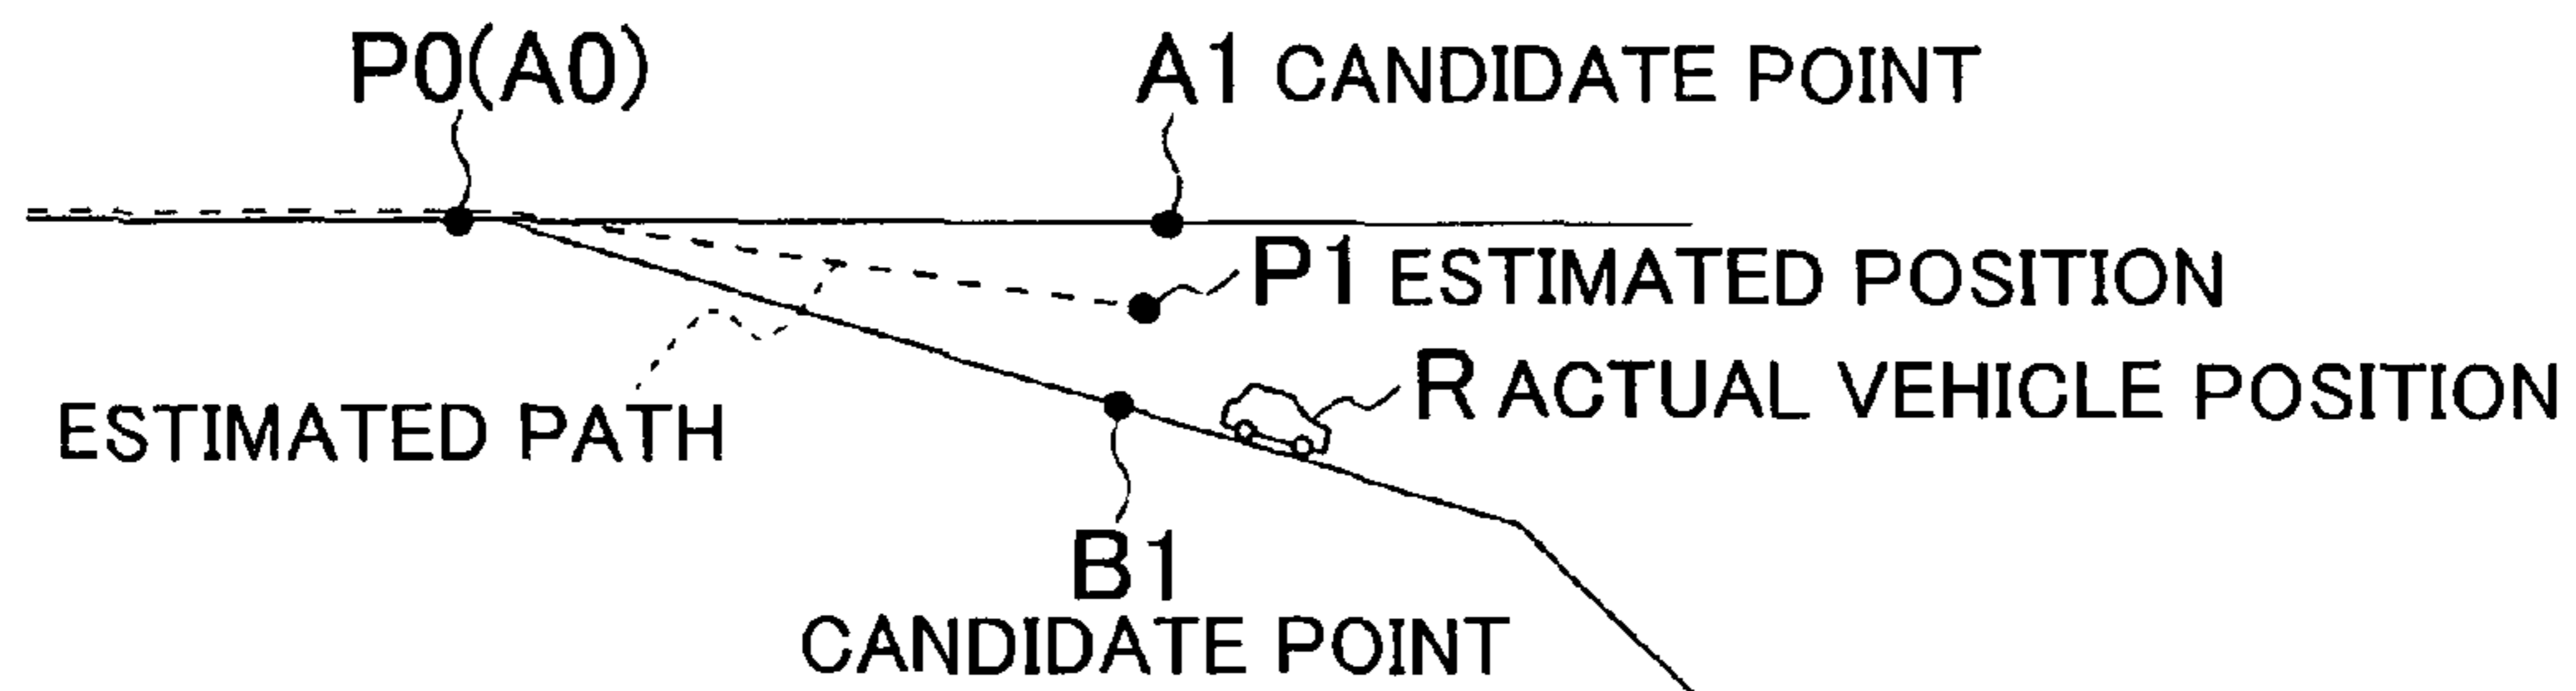 P0(A0)
A1 CANDIDATE POINT
P1 ESTIMATED POSITION
R ACTUAL VEHICLE POSITION
ESTIMATED PATH
B1
CANDIDATE POINT